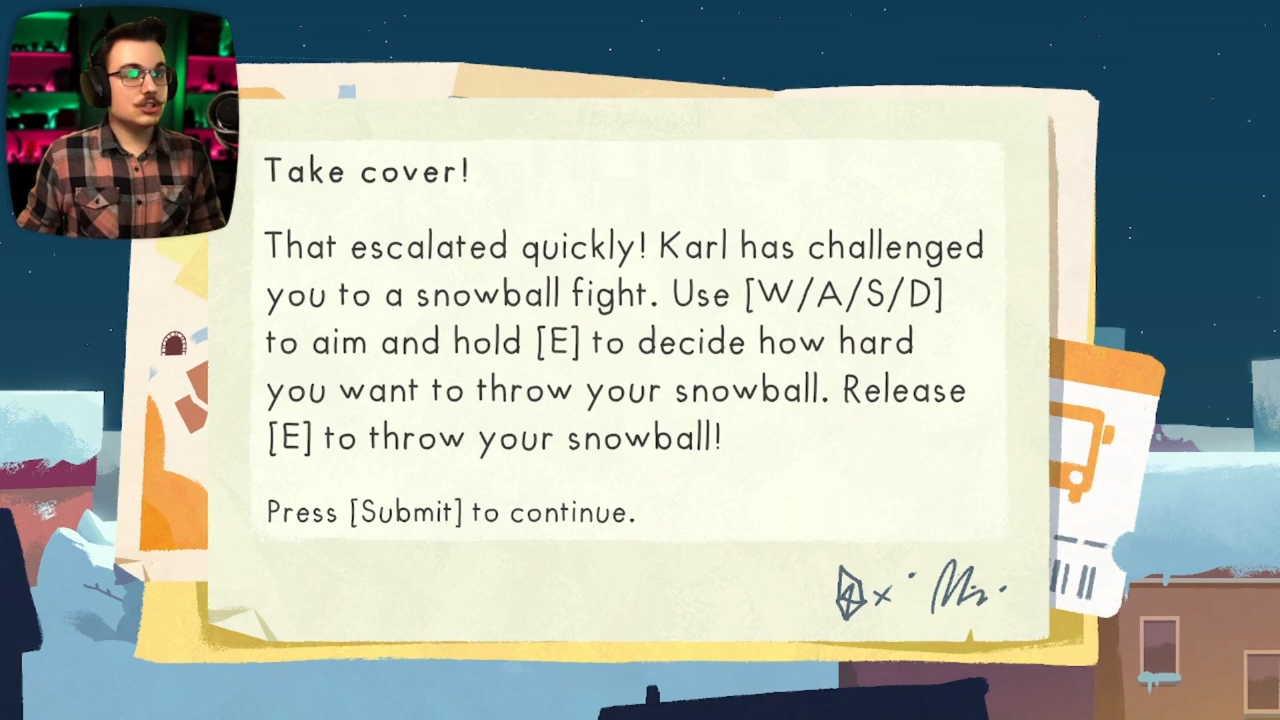 Take cover!
That escalated quickly! Karl has challenged
you to a snowball fight. Use [W/A/S/D]
to aim and hold [E] to decide how hard
you want to throw your snowball. Release
[E] to throw your snowball!
Press [Submit] to continue.